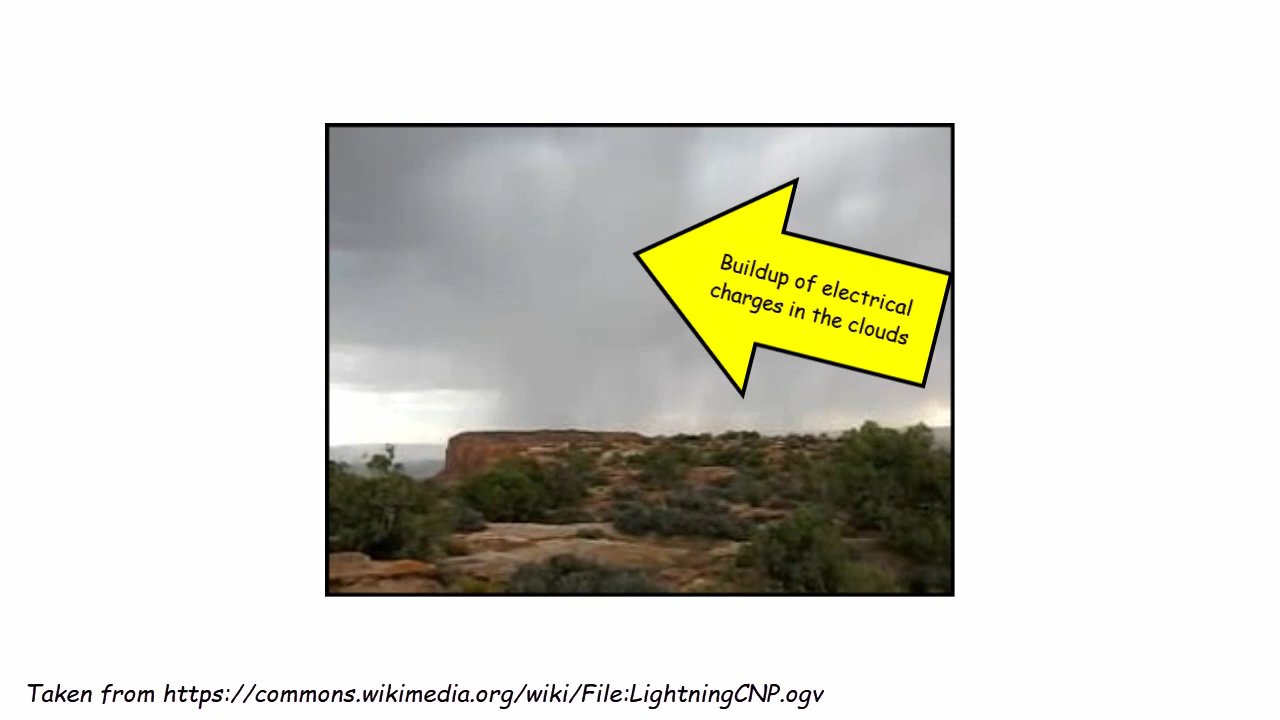 Buildup of electrical
charges in the clouds
Taken from https://commons.wikimedia.org/wiki/File:LightningCNP.ogv